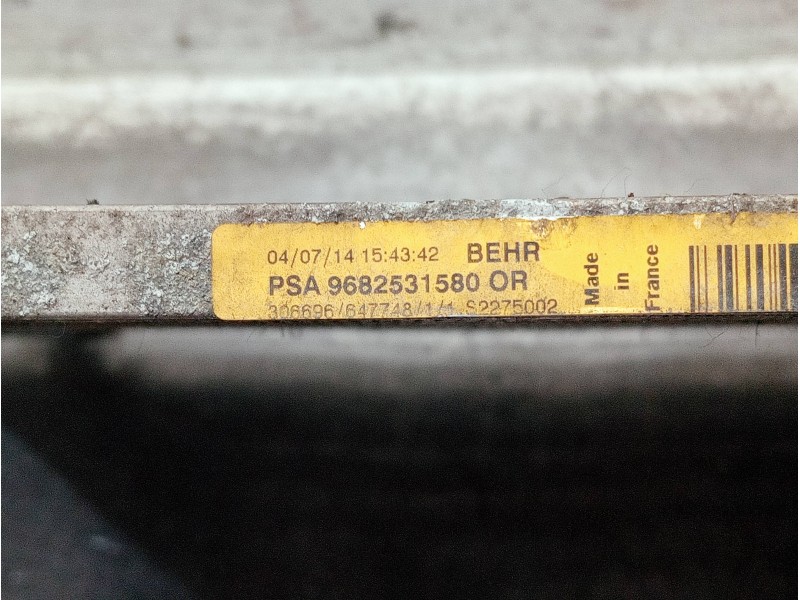 04/07/14 15:43:42 BEHR
PSA 9682531580 OR
306696/647748/1/1 S2275002
Made
in
France